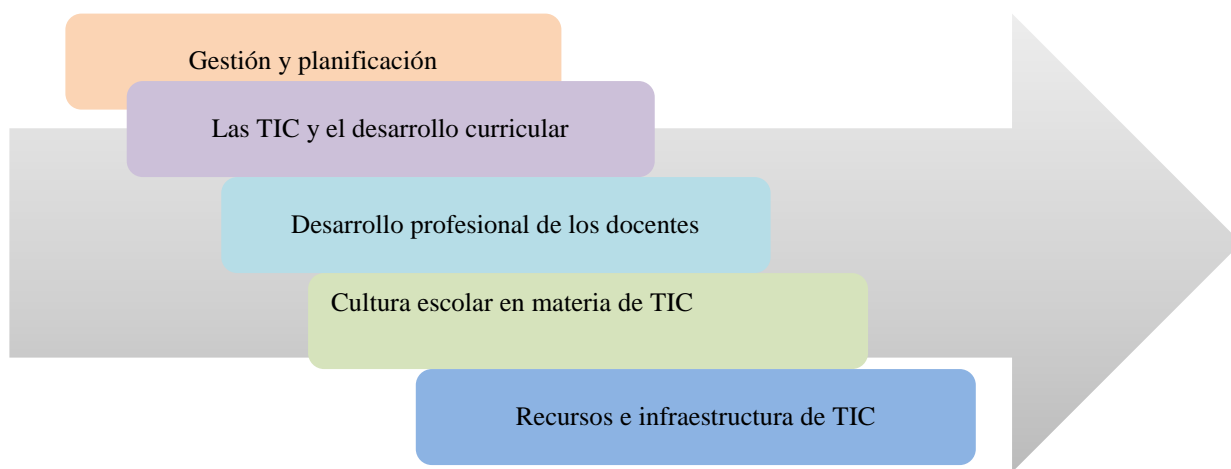 Gestión y planificación
Las TIC y el desarrollo curricular
Desarrollo profesional de los docentes
Cultura escolar en materia de TIC
Recursos e infraestructura de TIC